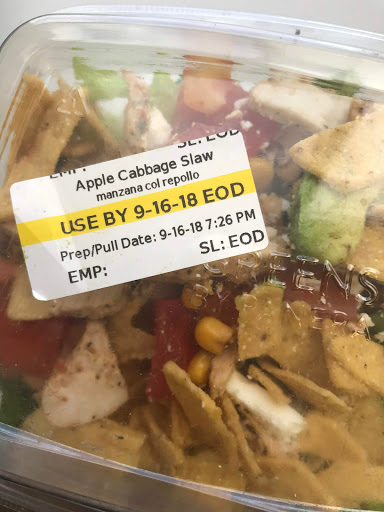 EMP: SL: EOD
Apple Cabbage Slaw
manzana col repollo
USE BY 9-16-18 EOD
Prep/Pull Date: 9-16-18 7:26 PM
EMP: SL: EOD